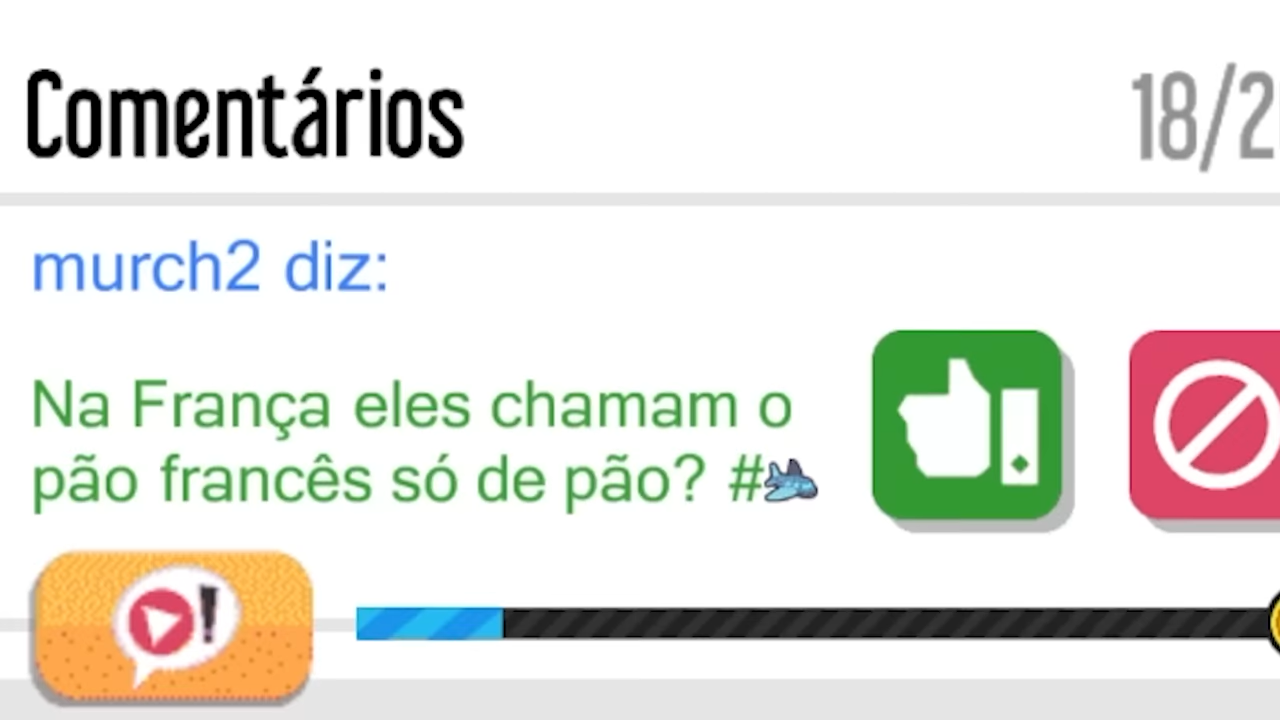 Comentários
18/2
murch2 diz:
Na França eles chamam o
pão francês só de pão? #